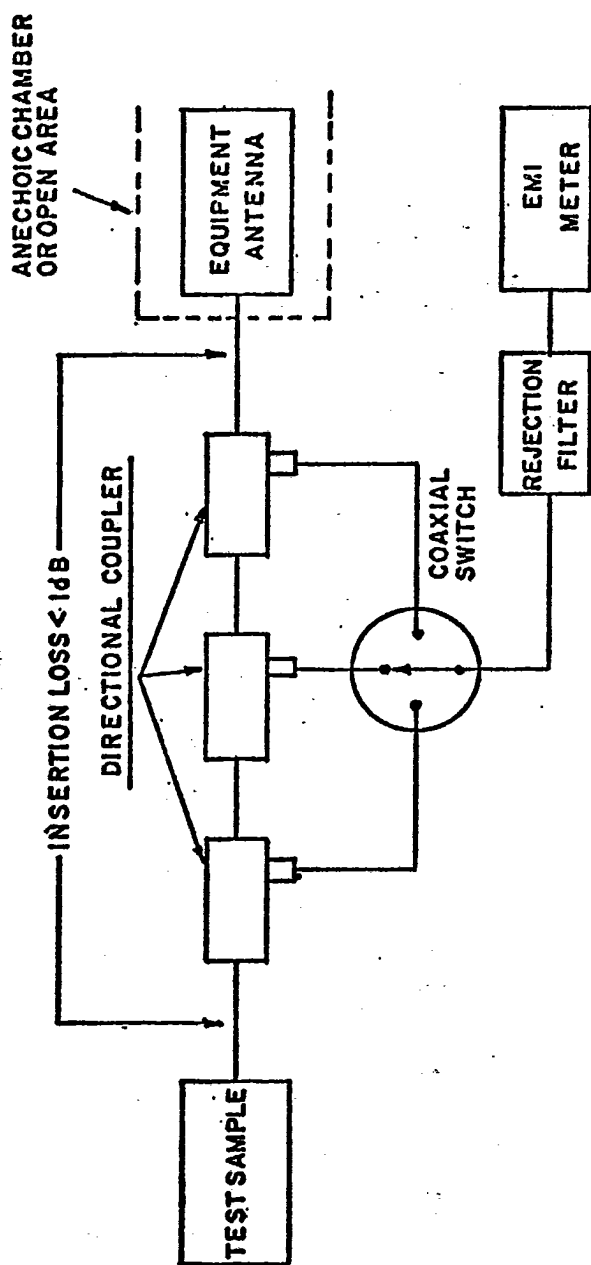 ANECHOIC CHAMBER
OR OPEN AREA
INSERTION LOSS < 1dB
DIRECTIONAL COUPLER
TEST SAMPLE
EQUIPMENT
ANTENNA
COAXIAL
SWITCH
REJECTION
FILTER
EMI
METER